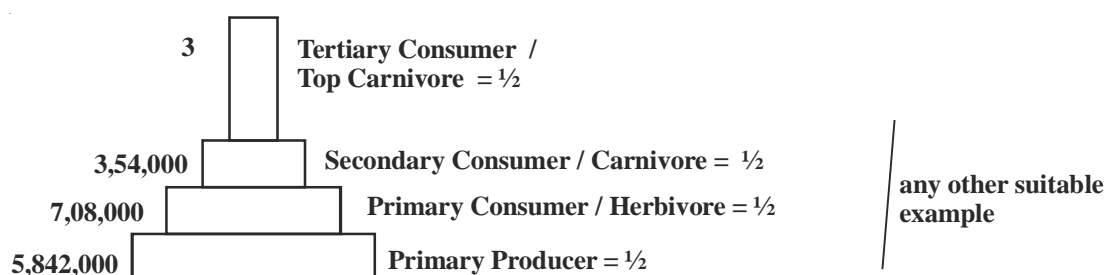 3 Tertiary Consumer /
Top Carnivore = ½
3,54,000 Secondary Consumer / Carnivore = ½
7,08,000 Primary Consumer / Herbivore = ½
5,842,000 Primary Producer = ½
any other suitable
example